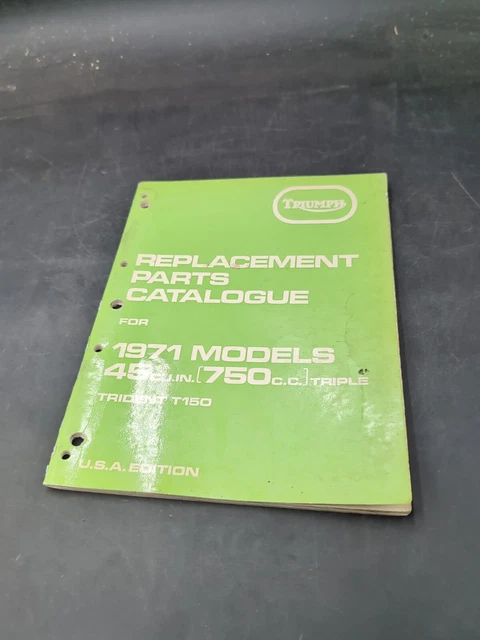 TRIUMPH
REPLACEMENT
PARTS
CATALOGUE
FOR
1971 MODELS
45 CU.IN. [750 C.C.] TRIPLE
TRIDENT T150
U.S.A. EDITION